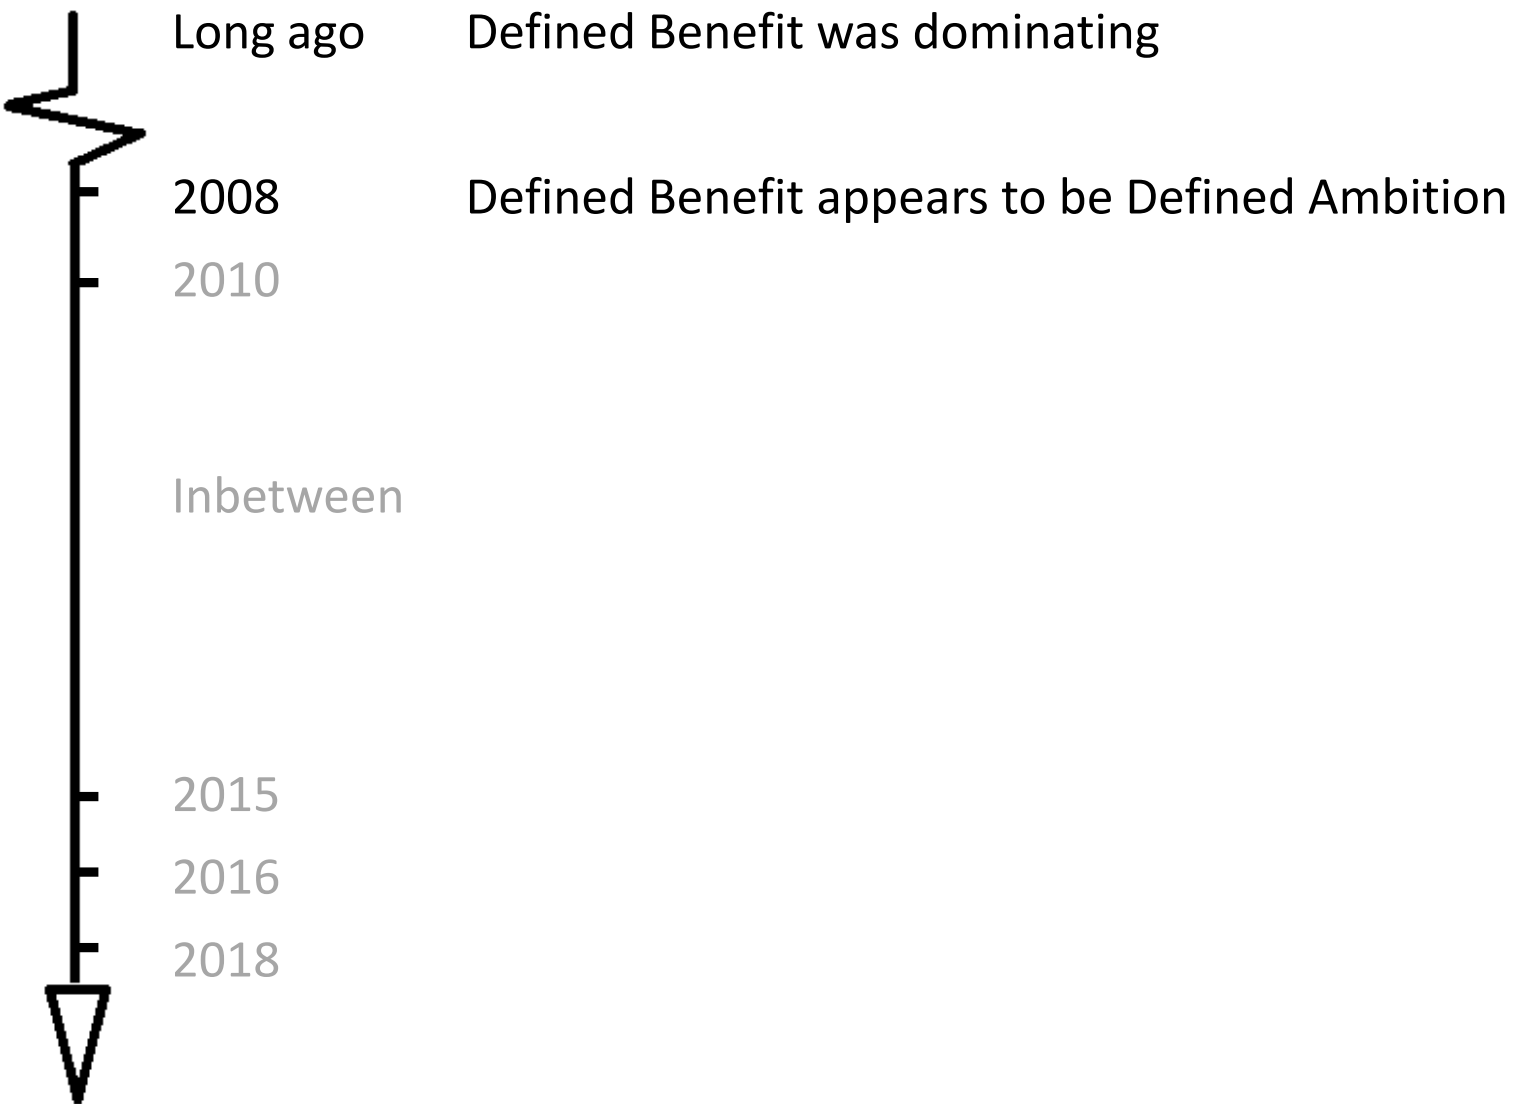 Long ago Defined Benefit was dominating
2008 Defined Benefit appears to be Defined Ambition
2010
Inbetween
2015
2016
2018